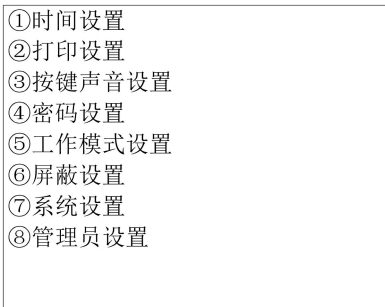 ①时间设置
②打印设置
③按键声音设置
④密码设置
⑤工作模式设置
⑥屏蔽设置
⑦系统设置
⑧管理员设置